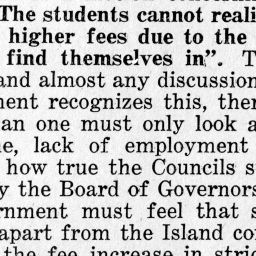 The students cannot reali
higher fees due to the
find themselves in”. T
and almost any discussion
ment recognizes this, ther
an one must only look a
e, lack of employment
how true the Councils s
y the Board of Governors
rnment must feel that s
apart from the Island co
the fee increase in stric